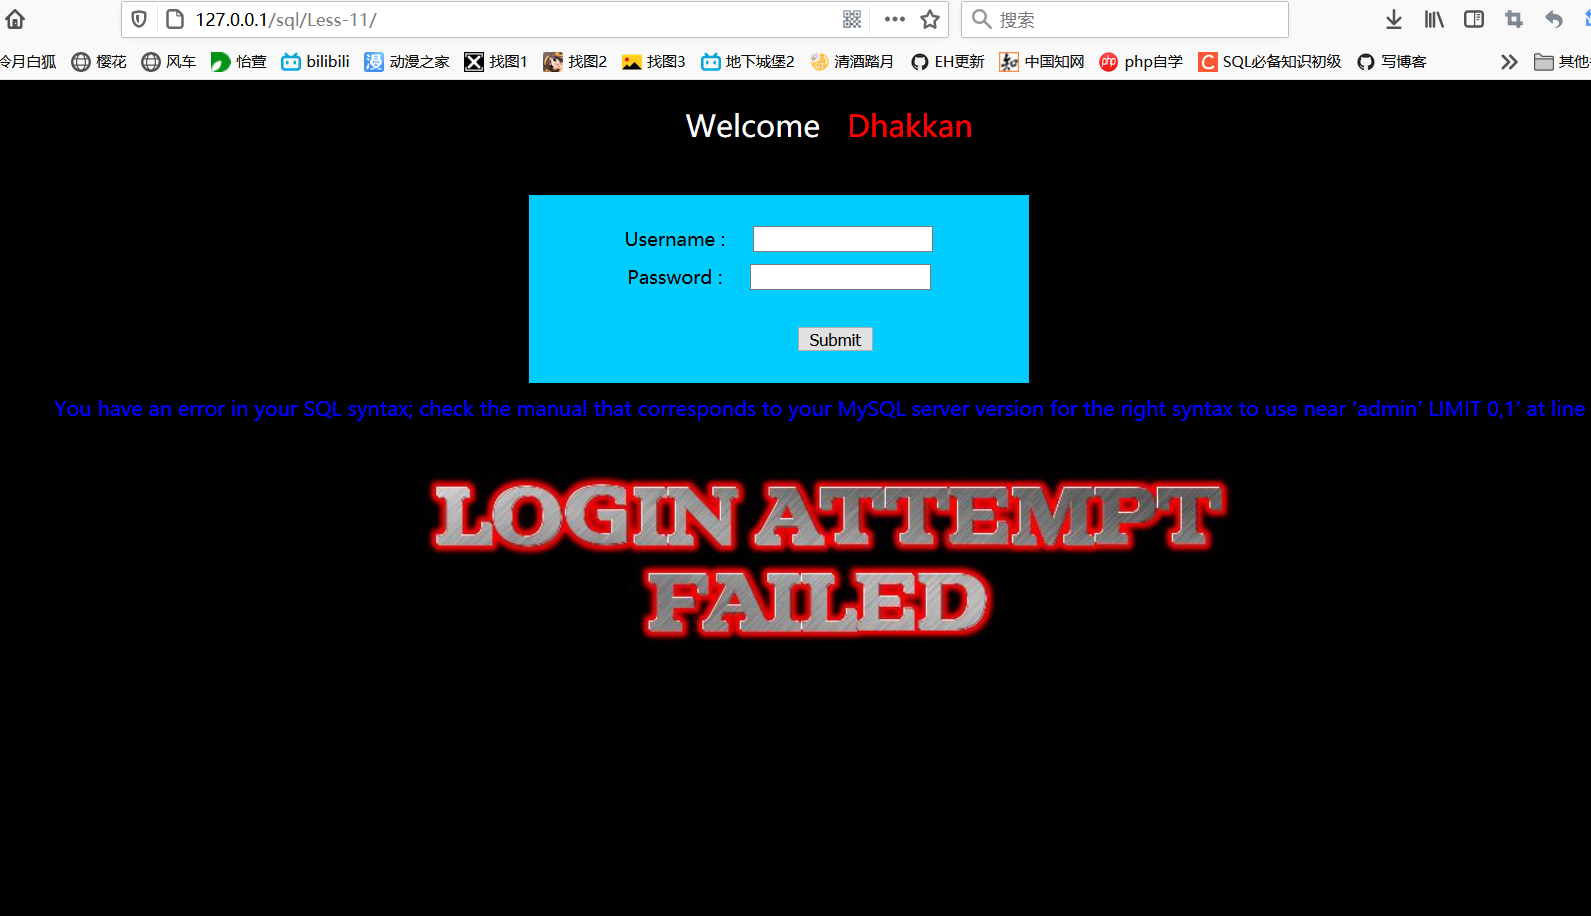 127.0.0.1/sql/Less-11/
搜索
冷月白狐 樱花 风车 怡萱 bilibili 动漫之家 找图1 找图2 找图3 地下城堡2 清酒踏月 EH更新 中国知网 php php自学 C SQL必备知识初级 写博客 其他
Welcome Dhakkan
Username :
Password :
Submit
You have an error in your SQL syntax; check the manual that corresponds to your MySQL server version for the right syntax to use near 'admin' LIMIT 0,1' at line
LOGIN ATTEMPT
FAILED